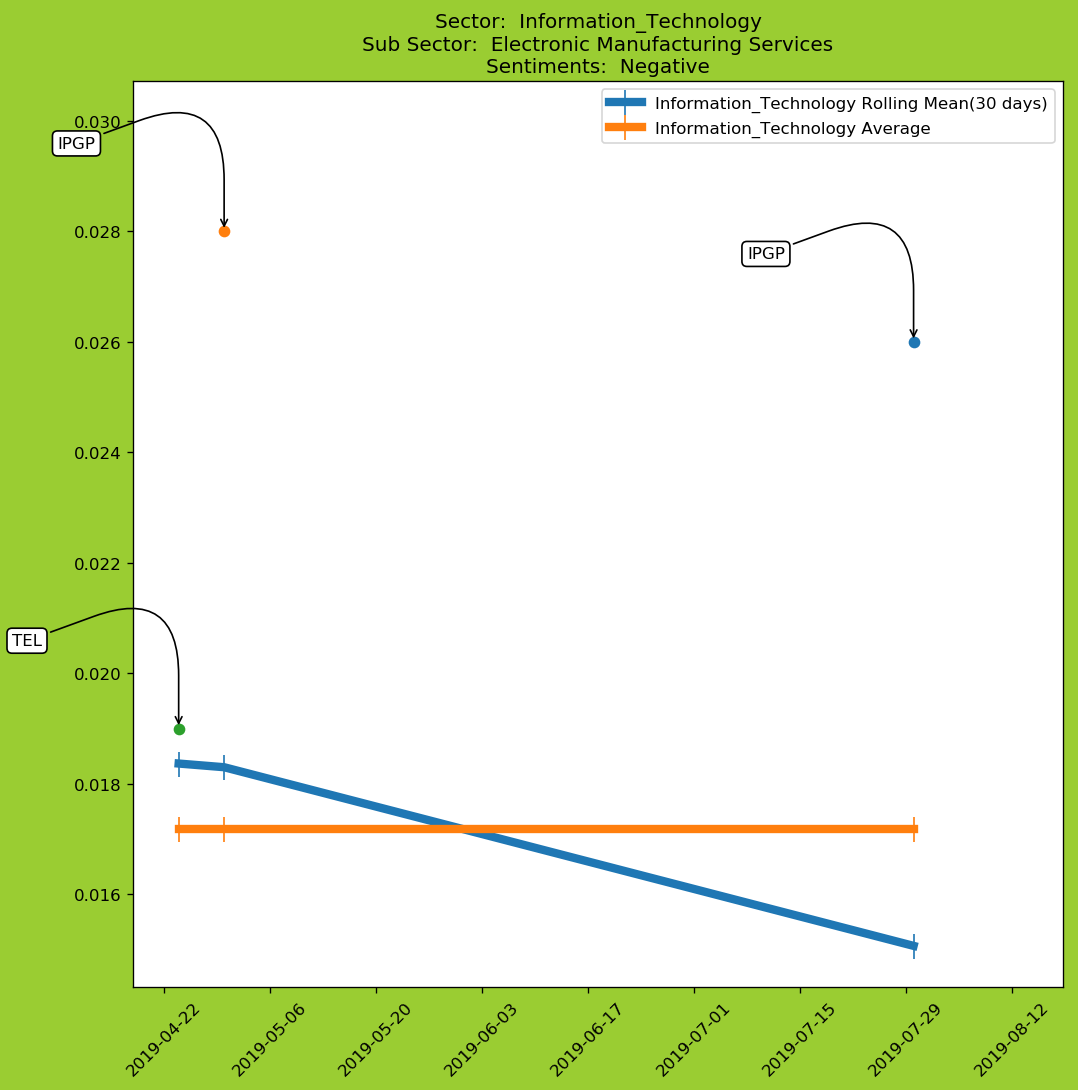 Sector:  Information_Technology
Sub Sector:  Electronic Manufacturing Services
Sentiments:  Negative
Information_Technology Rolling Mean(30 days)
Information_Technology Average
0.030
IPGP
0.028
IPGP
0.026
0.024
0.022
TEL
0.020
0.018
0.016
2019-04-22
2019-05-06
2019-05-20
2019-06-03
2019-06-17
2019-07-01
2019-07-15
2019-07-29
2019-08-12